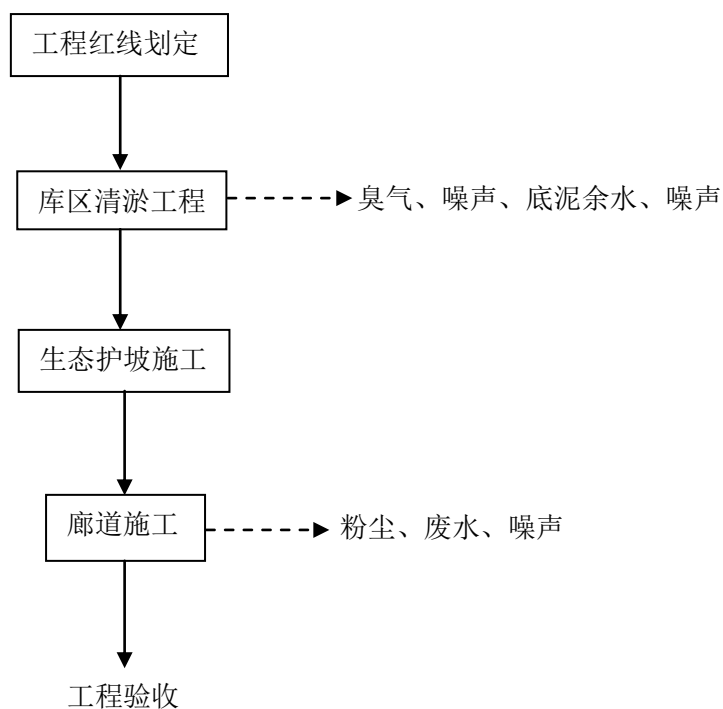 工程红线划定
库区清淤工程
臭气、噪声、底泥余水、噪声
生态护坡施工
廊道施工
粉尘、废水、噪声
工程验收